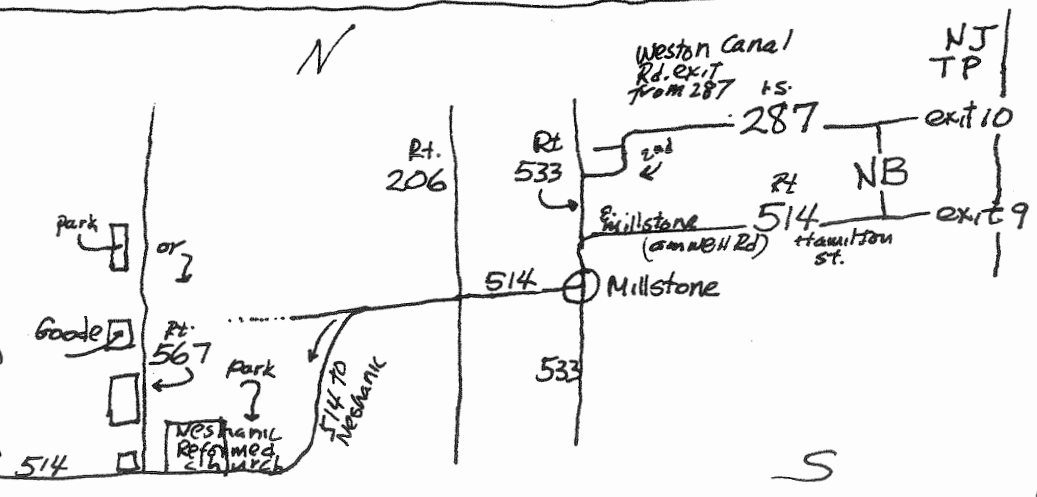 N
Weston Canal
Rd. exit
from 287
NJ
TP
I.S.
287
exit 10
Rt
533
2nd
NB
Rt.
206
Rt
514
exit 9
E. millstone
(amwell Rd)
Hamilton
st.
Park
or
514
Millstone
Goode
Rt.
567
Park
533
514 to
Neshanic
Neshanic
Reformed
church
514
S